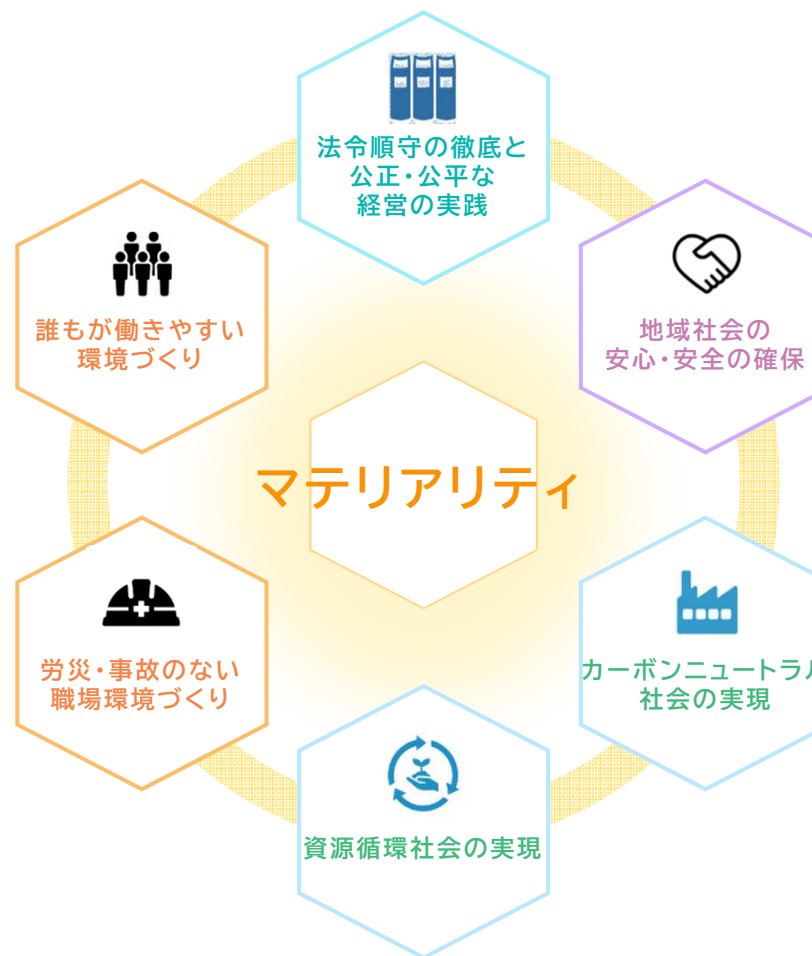 法令順守の徹底と
公正・公平な
経営の実践
地域社会の
安心・安全の確保
誰もが働きやすい
環境づくり
マテリアリティ
カーボンニュートラル
社会の実現
労災・事故のない
職場環境づくり
資源循環社会の実現